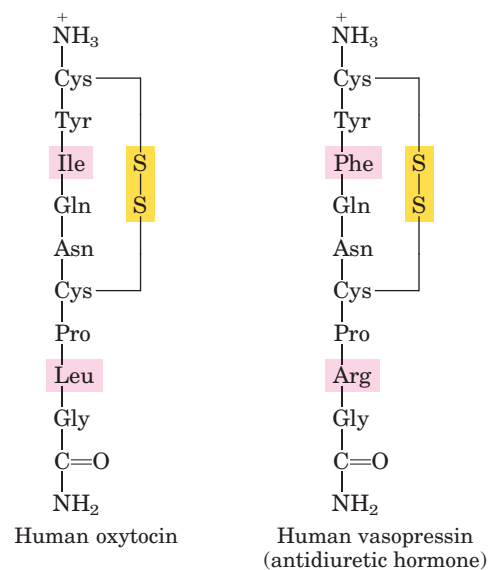 +
NH3
Cys
Tyr
Ile
S
Gln
S
Asn
Cys
Pro
Leu
Gly
C=O
NH2
Human oxytocin
+
NH3
Cys
Tyr
Phe
S
Gln
S
Asn
Cys
Pro
Arg
Gly
C=O
NH2
Human vasopressin
(antidiuretic hormone)